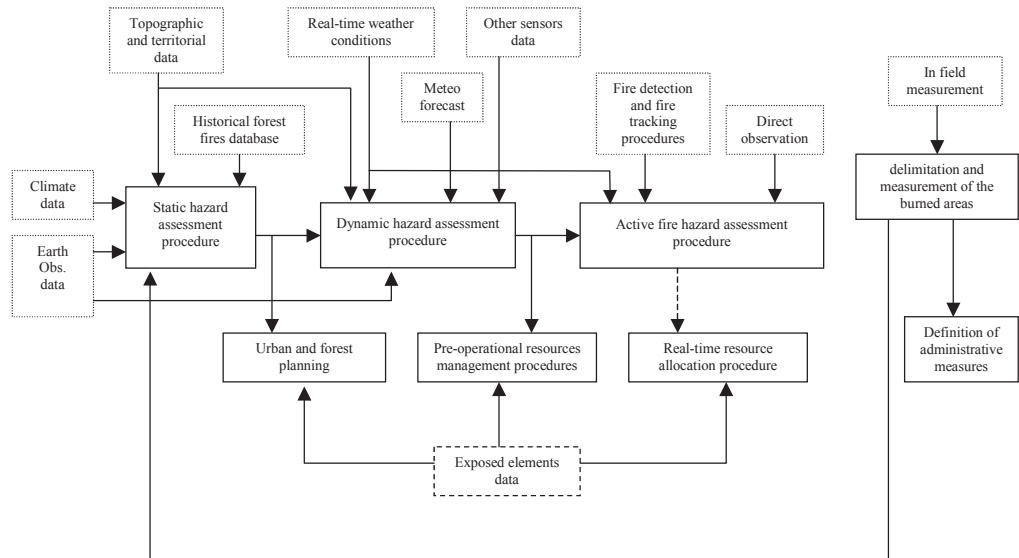 Topographic
and territorial
data
Real-time weather
conditions
Other sensors
data
Meteo
forecast
Fire detection and
fire
tracking
procedures
Direct
observation
In field
measurement
Historical forest
fires database
Climate
data
Earth
Obs.
data
Static hazard
assessment
procedure
Dynamic hazard assessment
procedure
Active fire hazard assessment
procedure
delimitation and
measurement of the
burned areas
Urban and forest
planning
Pre-operational resources
management procedures
Real-time resource
allocation procedure
Definition of
administrative
measures
Exposed elements
data